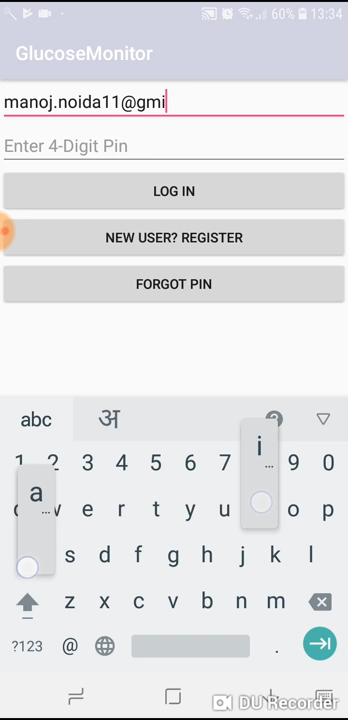 60% 13:34
GlucoseMonitor
manoj.noida11@gmi
Enter 4-Digit Pin
LOG IN
NEW USER? REGISTER
FORGOT PIN
abc अ ?
1 2 3 4 5 6 7 9 0
w e r t y u i o p
a s d f g h j k l
z x c v b n m
?123 @ .
DU Recorder